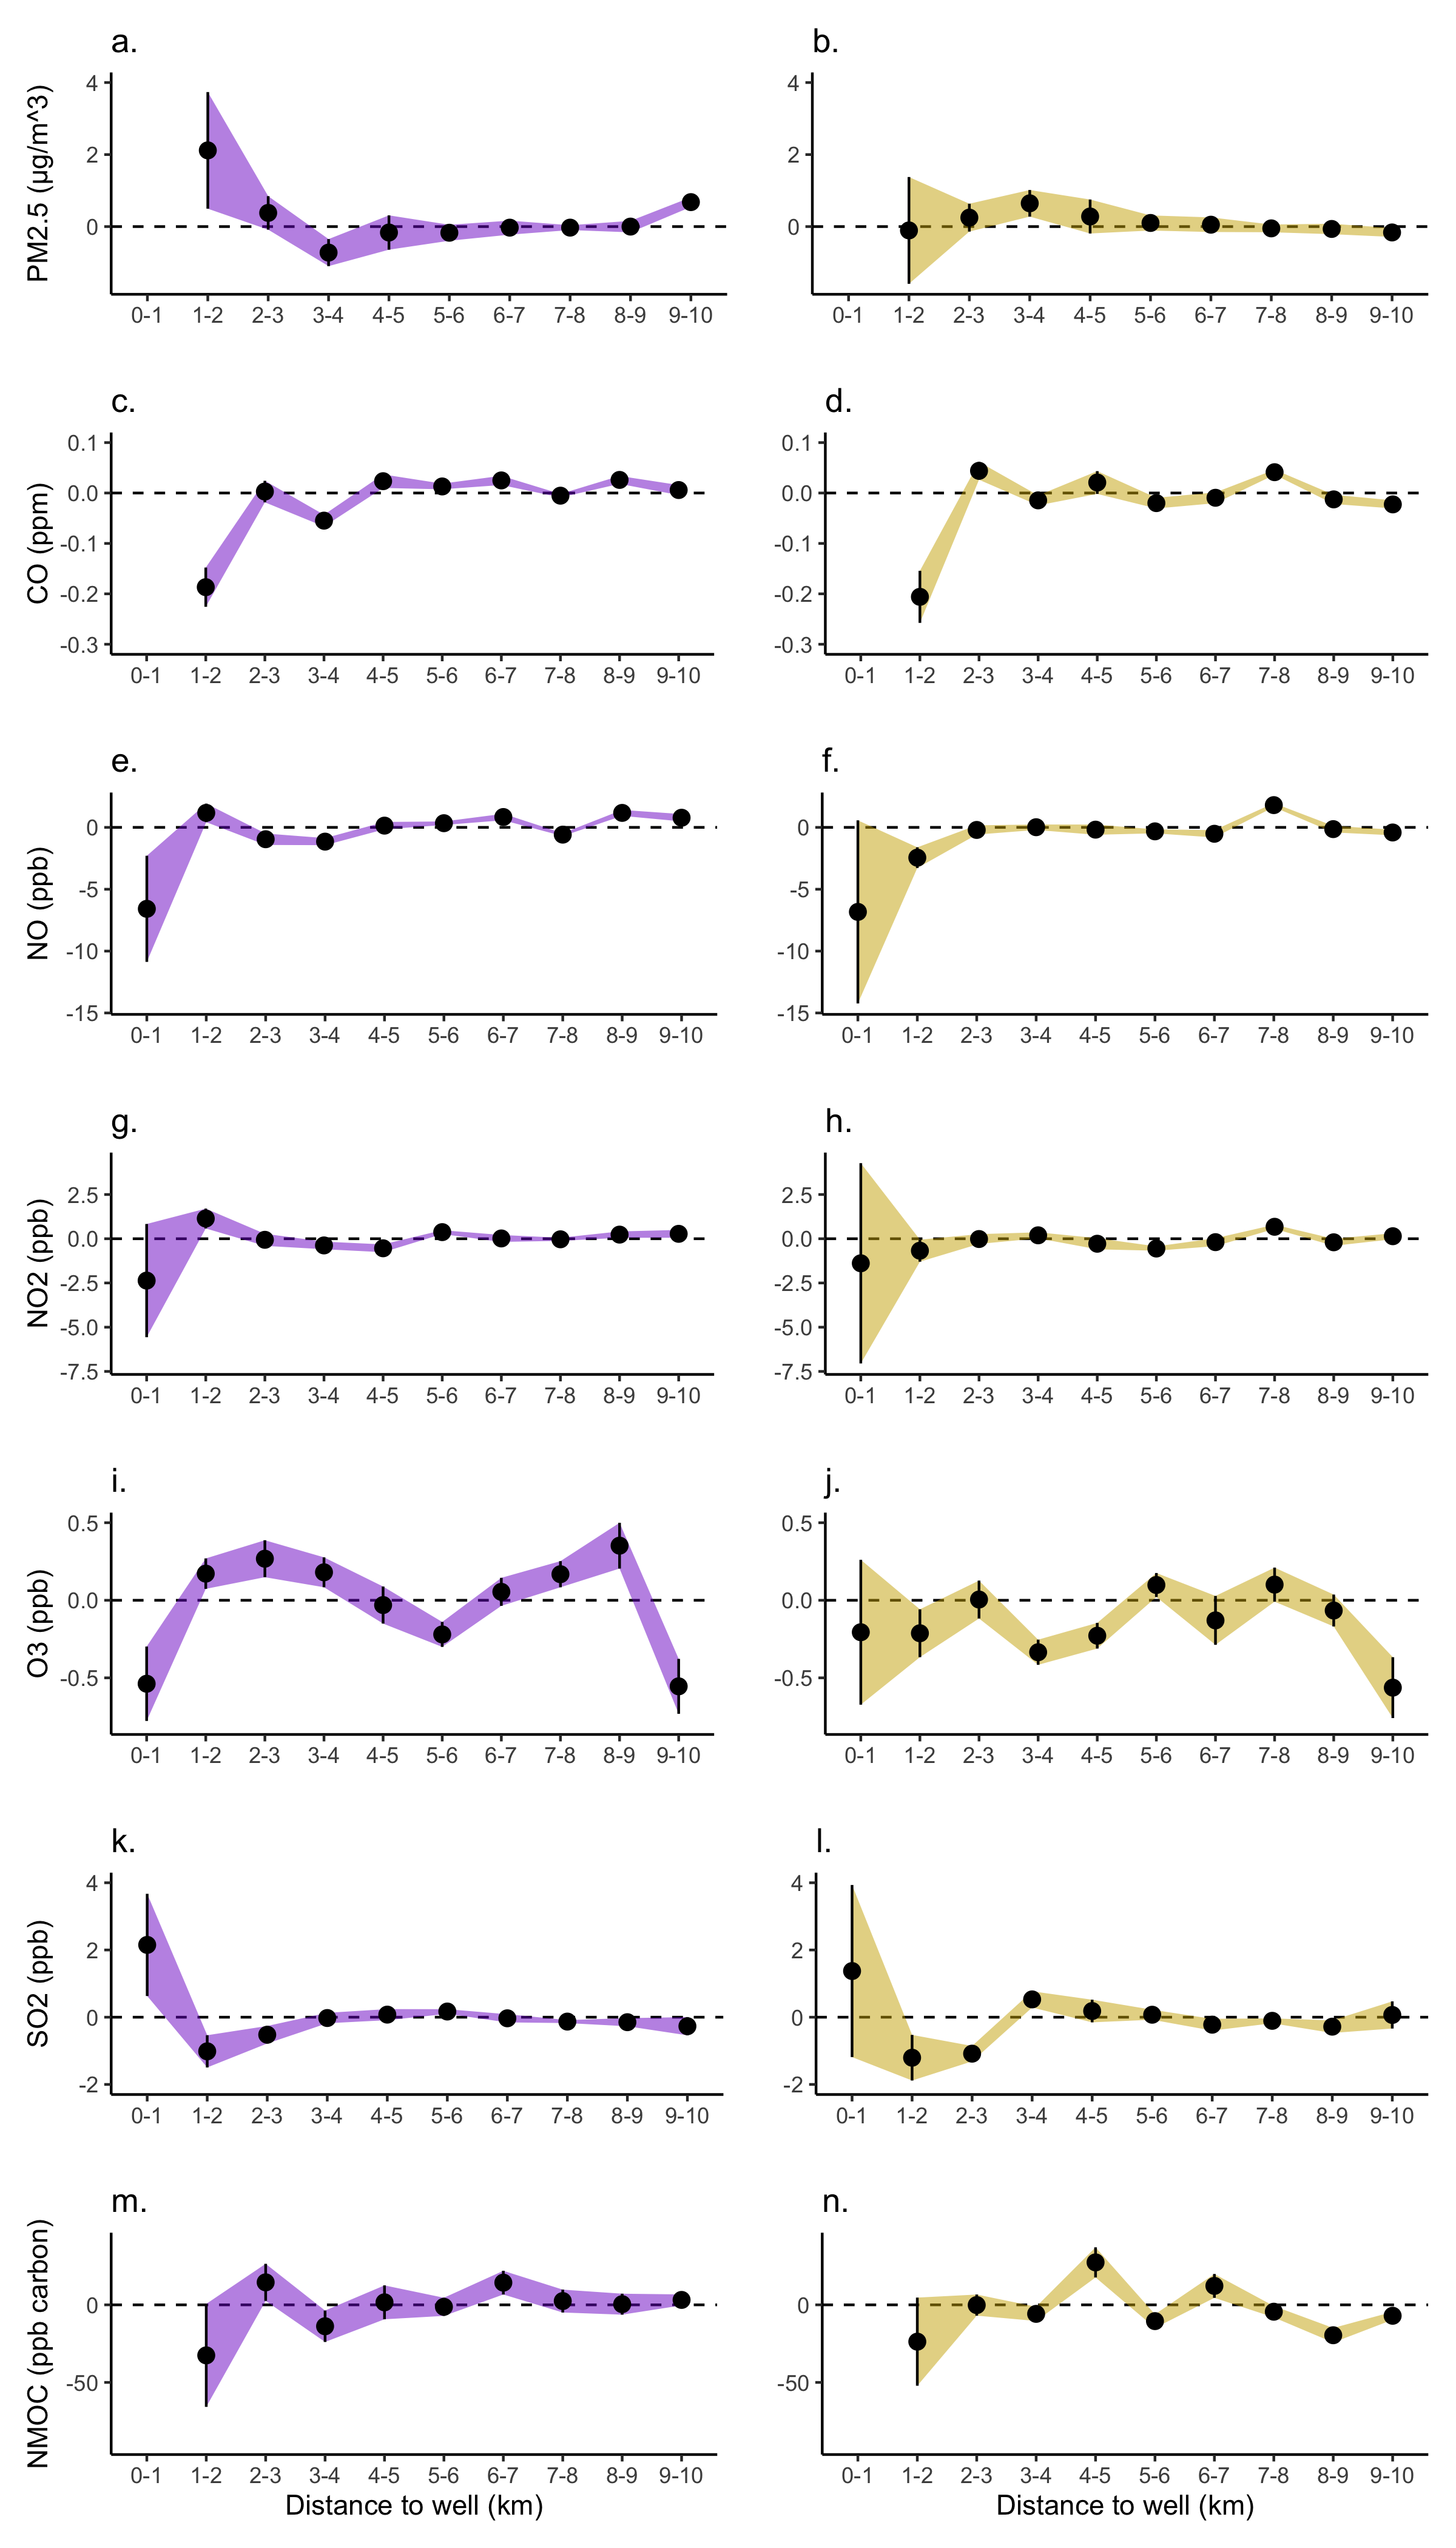 a.
PM2.5 (µg/m^3)
4
2
0
0-1 1-2 2-3 3-4 4-5 5-6 6-7 7-8 8-9 9-10
b.
4
2
0
0-1 1-2 2-3 3-4 4-5 5-6 6-7 7-8 8-9 9-10
c.
CO (ppm)
0.1
0.0
-0.1
-0.2
-0.3
0-1 1-2 2-3 3-4 4-5 5-6 6-7 7-8 8-9 9-10
d.
0.1
0.0
-0.1
-0.2
-0.3
0-1 1-2 2-3 3-4 4-5 5-6 6-7 7-8 8-9 9-10
e.
NO (ppb)
0
-5
-10
-15
0-1 1-2 2-3 3-4 4-5 5-6 6-7 7-8 8-9 9-10
f.
0
-5
-10
-15
0-1 1-2 2-3 3-4 4-5 5-6 6-7 7-8 8-9 9-10
g.
NO2 (ppb)
2.5
0.0
-2.5
-5.0
-7.5
0-1 1-2 2-3 3-4 4-5 5-6 6-7 7-8 8-9 9-10
h.
2.5
0.0
-2.5
-5.0
-7.5
0-1 1-2 2-3 3-4 4-5 5-6 6-7 7-8 8-9 9-10
i.
O3 (ppb)
0.5
0.0
-0.5
0-1 1-2 2-3 3-4 4-5 5-6 6-7 7-8 8-9 9-10
j.
0.5
0.0
-0.5
0-1 1-2 2-3 3-4 4-5 5-6 6-7 7-8 8-9 9-10
k.
SO2 (ppb)
4
2
0
-2
0-1 1-2 2-3 3-4 4-5 5-6 6-7 7-8 8-9 9-10
l.
4
2
0
-2
0-1 1-2 2-3 3-4 4-5 5-6 6-7 7-8 8-9 9-10
m.
NMOC (ppb carbon)
0
-50
0-1 1-2 2-3 3-4 4-5 5-6 6-7 7-8 8-9 9-10
Distance to well (km)
n.
0
-50
0-1 1-2 2-3 3-4 4-5 5-6 6-7 7-8 8-9 9-10
Distance to well (km)